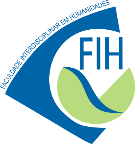 FACULDADE INTERDISCIPLINAR EM HUMANIDADES
FIH